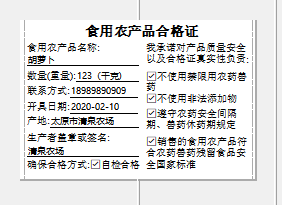 食用农产品合格证
食用农产品名称:
胡萝卜
数量(重量):123（千克）
联系方式:18989890909
开具日期:2020-02-10
产地:太原市清泉农场
生产者盖章或签名:
清泉农场
确保合格方式:☑自检合格
我承诺对产品质量安全
以及合格证真实性负责:
☑不使用禁限用农药兽
药
☑不使用非法添加物
☑遵守农药安全间隔
期、兽药休药期规定
☑销售的食用农产品符
合农药兽药残留食品安
全国家标准